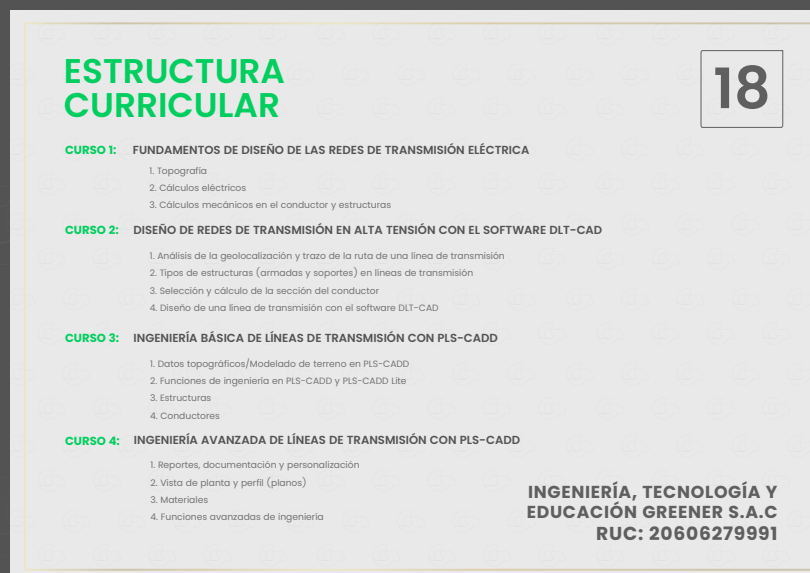 ESTRUCTURA
CURRICULAR
18
CURSO 1: FUNDAMENTOS DE DISEÑO DE LAS REDES DE TRANSMISIÓN ELÉCTRICA
1. Topografía
2. Cálculos eléctricos
3. Cálculos mecánicos en el conductor y estructuras
CURSO 2: DISEÑO DE REDES DE TRANSMISIÓN EN ALTA TENSIÓN CON EL SOFTWARE DLT-CAD
1. Análisis de la geolocalización y trazo de la ruta de una línea de transmisión
2. Tipos de estructuras (armadas y soportes) en líneas de transmisión
3. Selección y cálculo de la sección del conductor
4. Diseño de una línea de transmisión con el software DLT-CAD
CURSO 3: INGENIERÍA BÁSICA DE LÍNEAS DE TRANSMISIÓN CON PLS-CADD
1. Datos topográficos/Modelado de terreno en PLS-CADD
2. Funciones de ingeniería en PLS-CADD y PLS-CADD Lite
3. Estructuras
4. Conductores
CURSO 4: INGENIERÍA AVANZADA DE LÍNEAS DE TRANSMISIÓN CON PLS-CADD
1. Reportes, documentación y personalización
2. Vista de planta y perfil (planos)
3. Materiales
4. Funciones avanzadas de ingeniería
INGENIERÍA, TECNOLOGÍA Y
EDUCACIÓN GREENER S.A.C
RUC: 20606279991